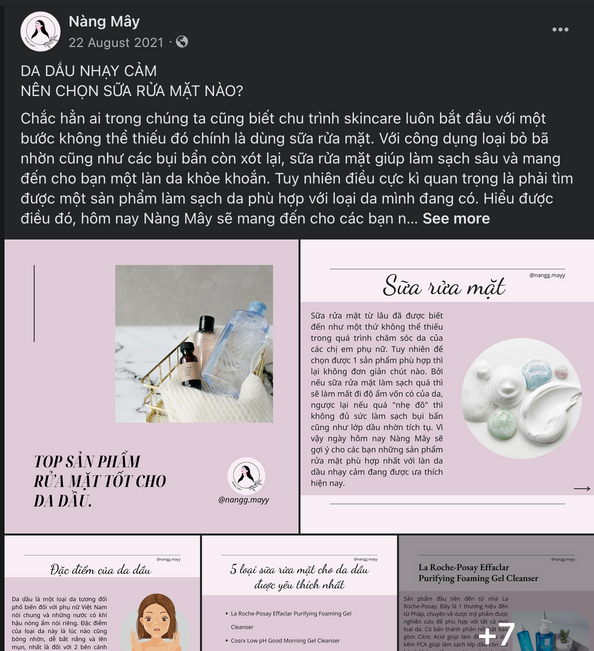 Nàng Mây
22 August 2021 ·
DA DẦU NHẠY CẢM
NÊN CHỌN SỮA RỬA MẶT NÀO?
Chắc hẳn ai trong chúng ta cũng biết chu trình skincare luôn bắt đầu với một
bước không thể thiếu đó chính là dùng sữa rửa mặt. Với công dụng loại bỏ bã
nhờn cũng như các bụi bẩn còn xót lại, sữa rửa mặt giúp làm sạch sâu và mang
đến cho bạn một làn da khỏe khoắn. Tuy nhiên điều cực kì quan trọng là phải tìm
được một sản phẩm làm sạch da phù hợp với loại da mình đang có. Hiểu được
điều đó, hôm nay Nàng Mây sẽ mang đến cho các bạn n... See more
TOP SẢN PHẨM
RỬA MẶT TỐT CHO
DA DẦU.
@nangg.mayy
@nangg.mayy
Sữa rửa mặt
Sữa rửa mặt từ lâu đã được biết
đến như một thứ không thể thiếu
trong quá trình chăm sóc da của
các chị em phụ nữ. Tuy nhiên để
chọn được 1 sản phẩm phù hợp thì
lại không đơn giản chút nào. Bởi
nếu sữa rửa mặt làm sạch quá thì
sẽ làm mất đi độ ẩm vốn có của da,
ngược lại nếu quá "nhẹ đô" thì
không đủ sức làm sạch bụi bẩn
cũng như lớp dầu nhờn tích tụ. Vì
vậy ngày hôm nay Nàng Mây sẽ
gợi ý cho các bạn những sản phẩm
rửa mặt phù hợp nhất với làn da
dầu nhạy cảm đang được ưa thích
hiện nay.
@nangg.mayy
Đặc điểm của da dầu
Da dầu là một loại da tương đối
phổ biến đối với phụ nữ Việt Nam
nói chung và những nước có khí
hậu nóng ẩm nói riêng. Đặc điểm
của loại da này là lúc nào cũng
bóng nhờn, dễ bắt nắng và lên
mụn, nhất là đối với 2 bên cánh
@nangg.mayy
5 loại sữa rửa mặt cho da dầu
được yêu thích nhất
La Roche-Posay Effaclar Purifying Foaming Gel
Cleanser
Cosrx Low pH Good Morning Gel Cleanser
@nangg.mayy
La Roche-Posay Effaclar
Purifying Foaming Gel Cleanser
Sản phẩm đầu tiên đến từ nhà La
Roche-Posay. Đây là 1 thương hiệu đến
từ Pháp, chuyên về dược mỹ phẩm được
nghiên cứu để phù hợp với tất cả
loại da. Có bản thành phần
gồm Citric Acid giúp làm
kẽm PCA giúp làm sạch lớp dầu
+7